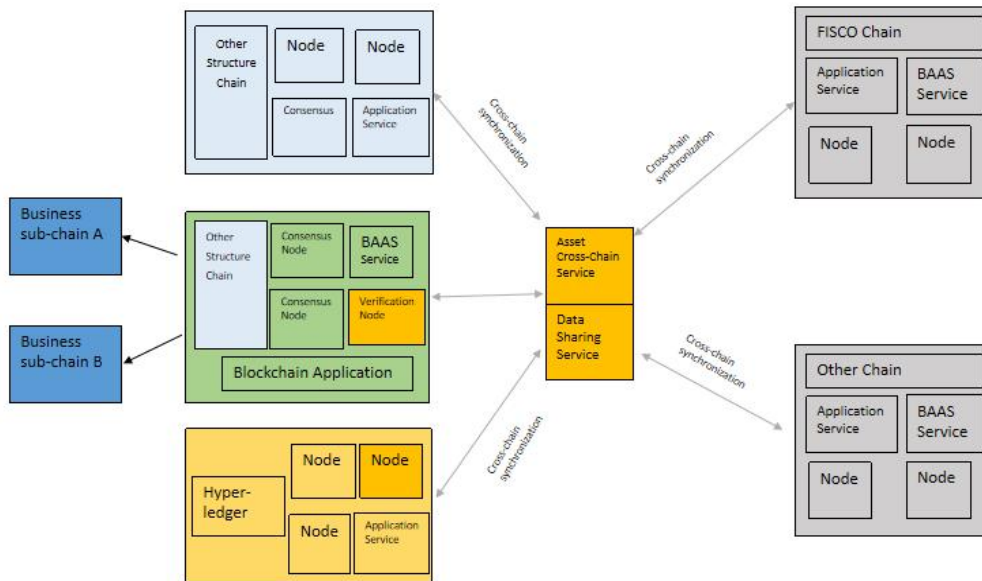 Other
Structure
Chain
Node
Node
Consensus
Application
Service
Cross-chain
synchronization
Cross-chain
synchronization
FISCO Chain
Application
Service
BAAS
Service
Node
Node
Business
sub-chain A
Business
sub-chain B
Other
Structure
Chain
Consensus
Node
BAAS
Service
Consensus
Node
Verification
Node
Blockchain Application
Asset
Cross-Chain
Service
Data
Sharing
Service
Cross-chain
synchronization
Cross-chain
synchronization
Other Chain
Application
Service
BAAS
Service
Node
Node
Hyper-
ledger
Node
Node
Node
Application
Service